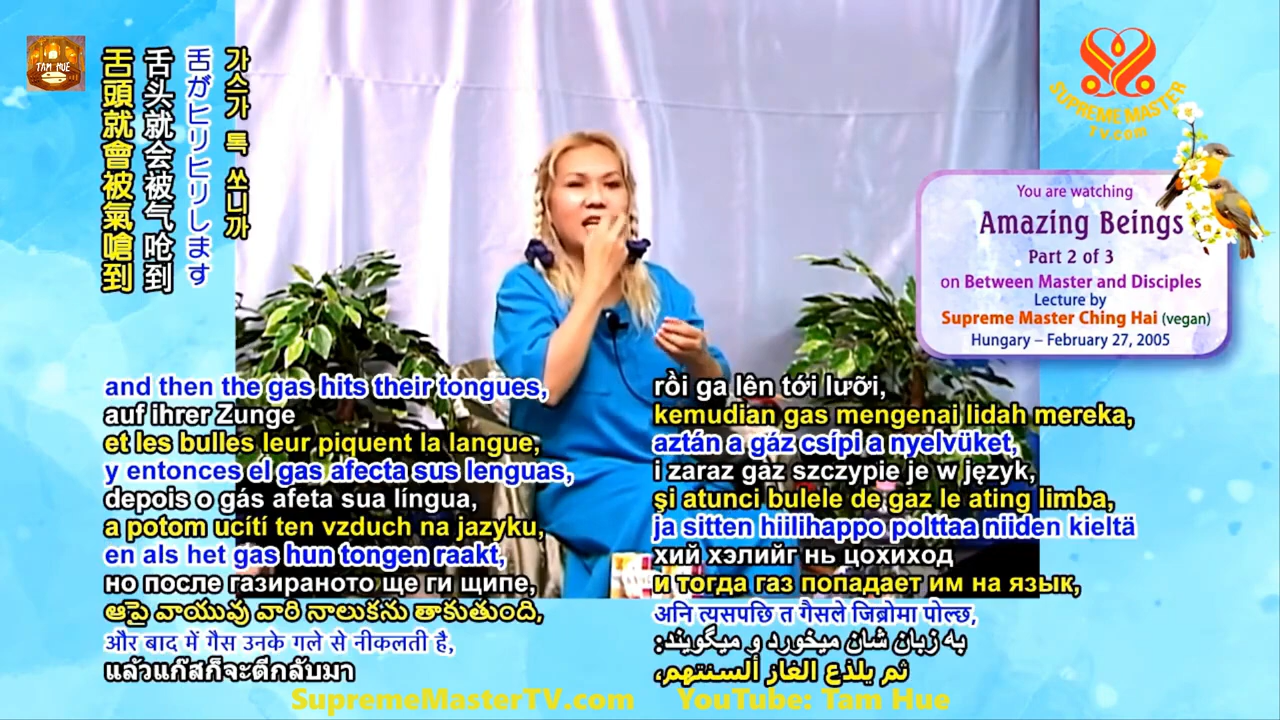 TAM HUE
舌頭就會被氣嗆到
舌头就会被气呛到
舌がヒリヒリします
가스가 톡 쏘니까
SUPREME MASTER
TV.com
You are watching
Amazing Beings
Part 2 of 3
on Between Master and Disciples
Lecture by
Supreme Master Ching Hai (vegan)
Hungary – February 27, 2005
and then the gas hits their tongues,
auf ihrer Zunge
et les bulles leur piquent la langue,
y entonces el gas afecta sus lenguas,
depois o gás afeta sua língua,
a potom ucítí ten vzduch na jazyku,
en als het gas hun tongen raakt,
но после газираното ще ги щипе,
ఆపై వాయువు వారి నాలుకను తాకుతుంది,
और बाद में गैस उनके गले से नीकलती है,
แล้วแก๊สก็จะตีกลับมา
rồi ga lên tới lưỡi,
kemudian gas mengenai lidah mereka,
aztán a gáz csípi a nyelvüket,
i zaraz gaz szczypie je w język,
și atunci bulele de gaz le ating limba,
ja sitten hiilihappo polttaa niiden kieltä
хий хэлийг нь цохиход
и тогда газ попадает им на язык,
अनि त्यसपछि त गैसले जिब्रोमा पोल्छ,
به زبان شان میخورد و میگویند:
ثم يلذع الغاز ألسنتهم،
SupremeMasterTV.com
YouTube: Tam Hue